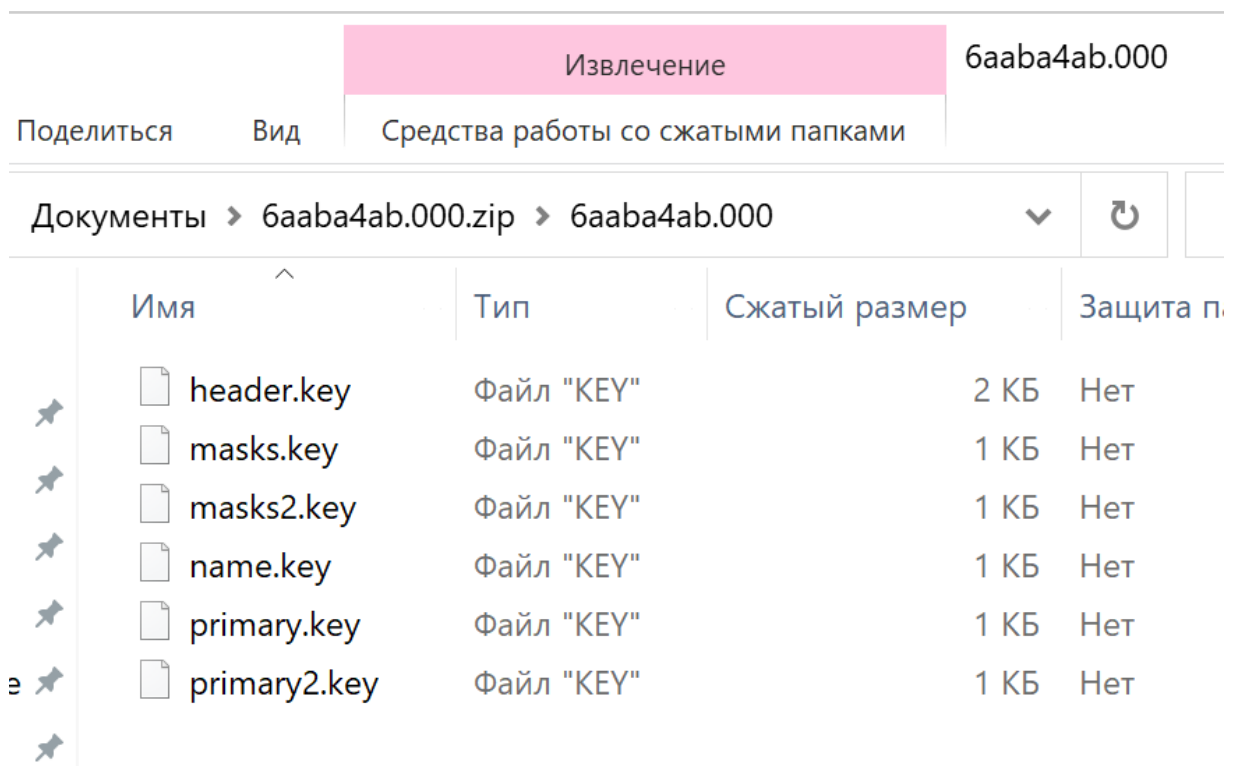 Извлечение
6aaba4ab.000
Поделиться Вид Средства работы со сжатыми папками
Документы > 6aaba4ab.000.zip > 6aaba4ab.000
Имя Тип Сжатый размер Защита
header.key Файл "KEY" 2 КБ Нет
masks.key Файл "KEY" 1 КБ Нет
masks2.key Файл "KEY" 1 КБ Нет
name.key Файл "KEY" 1 КБ Нет
primary.key Файл "KEY" 1 КБ Нет
e primary2.key Файл "KEY" 1 КБ Нет